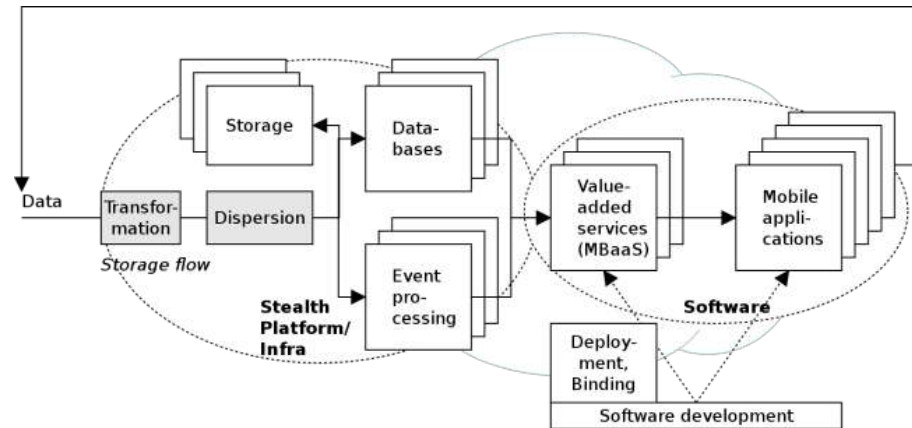 Storage
Data-
bases
Data
Transfor-
mation
Dispersion
Storage flow
Event
pro-
cessing
Stealth
Platform/
Infra
Value-
added
services
(MBaaS)
Mobile
appli-
cations
Software
Deploy-
ment,
Binding
Software development